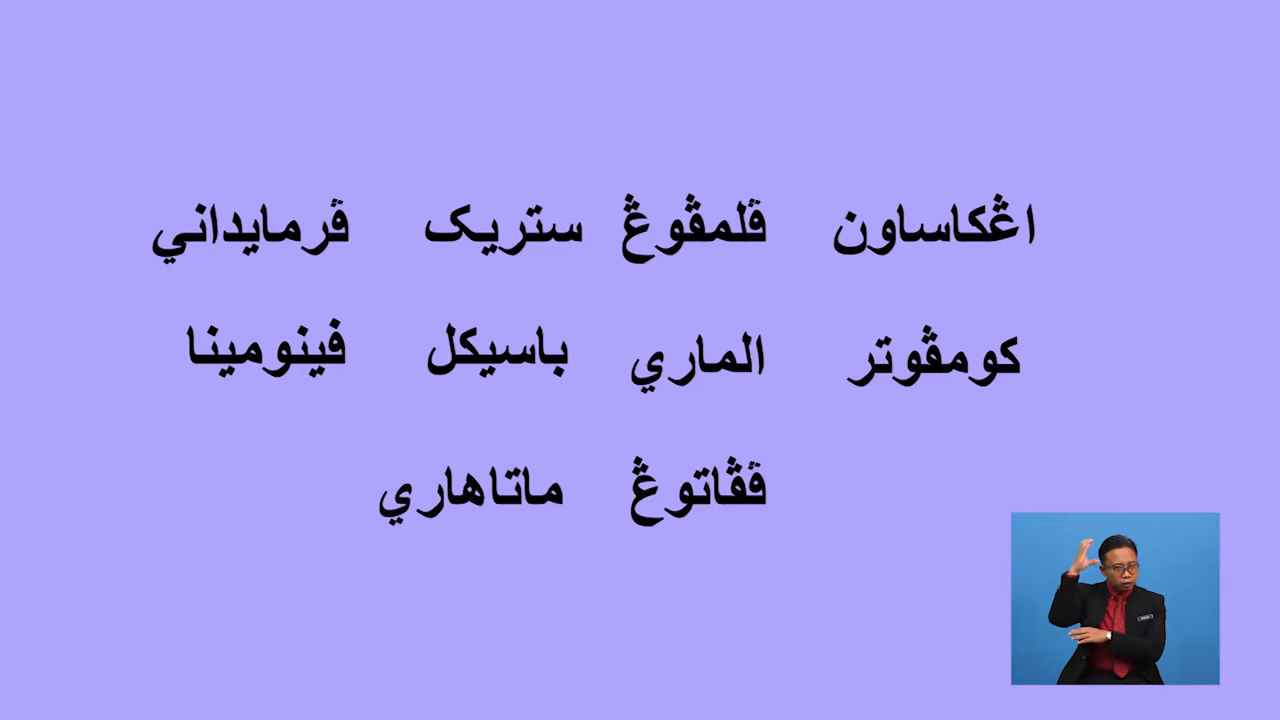 اڠكاساون ڤلمڤوڠ ستريک ڤرمايداني
كومڤوتر الماري باسيكل فينومينا
ڤڤاتوڠ ماتاهاري